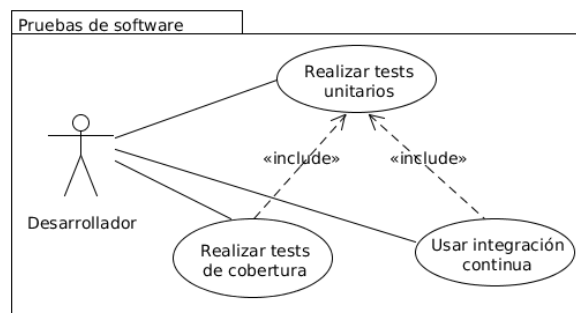 Pruebas de software
Realizar tests
unitarios
«include»
«include»
Desarrollador
Realizar tests
de cobertura
Usar integración
continua